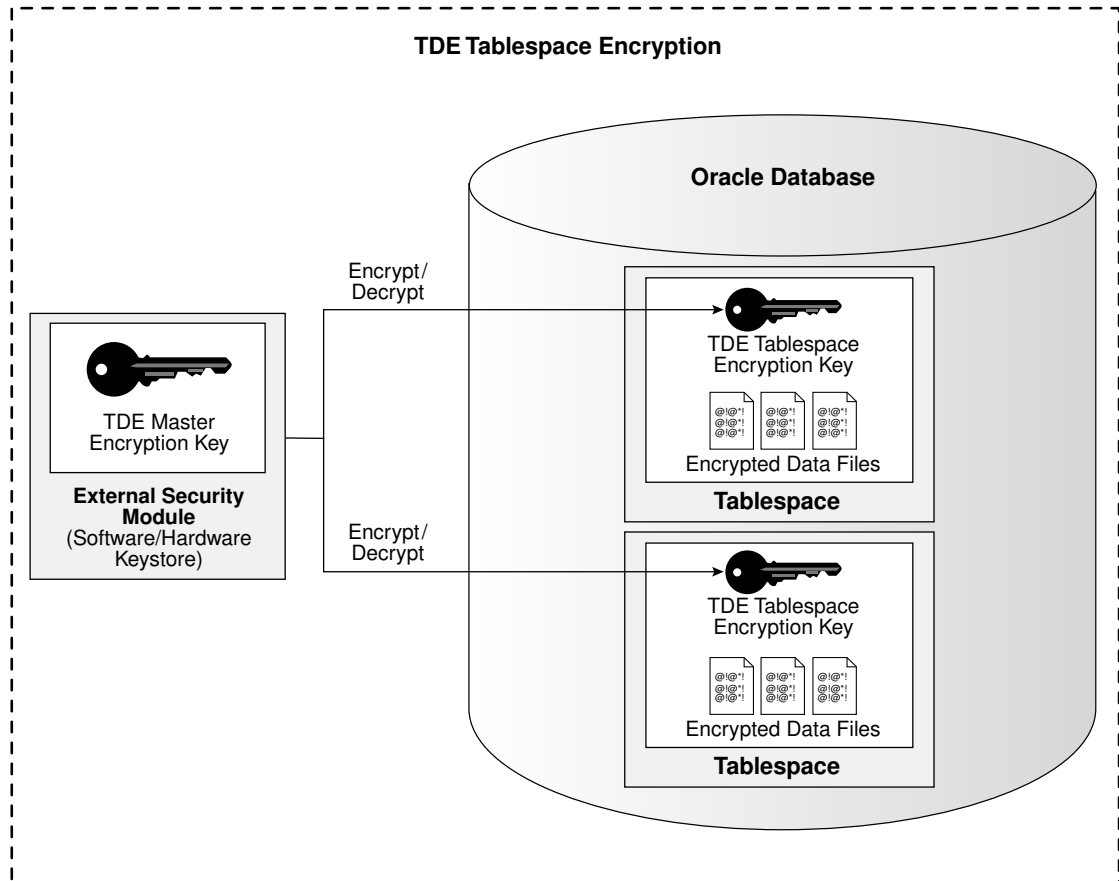 TDE Tablespace Encryption
Oracle Database
Encrypt/
Decrypt
TDE Master
Encryption Key
External Security
Module
(Software/Hardware
Keystore)
TDE Tablespace
Encryption Key
@!@*!
@!@*!
@!@*!
@!@*!
@!@*!
@!@*!
@!@*!
@!@*!
@!@*!
Encrypted Data Files
Tablespace
Encrypt/
Decrypt
TDE Tablespace
Encryption Key
@!@*!
@!@*!
@!@*!
@!@*!
@!@*!
@!@*!
@!@*!
@!@*!
@!@*!
Encrypted Data Files
Tablespace